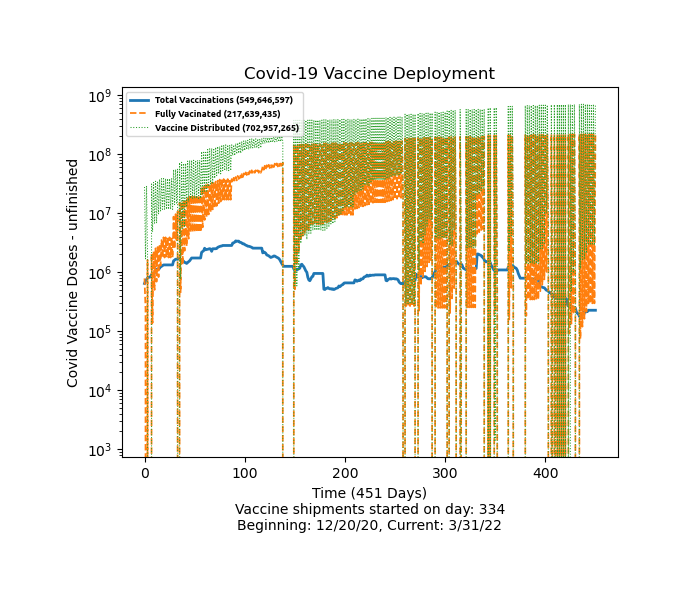 Covid-19 Vaccine Deployment
Total Vaccinations (549,646,597)
Fully Vacinated (217,639,435)
Vaccine Distributed (702,957,265)
Covid Vaccine Doses - unfinished
10⁹
10⁸
10⁷
10⁶
10⁵
10⁴
10³
0 100 200 300 400
Time (451 Days)
Vaccine shipments started on day: 334
Beginning: 12/20/20, Current: 3/31/22